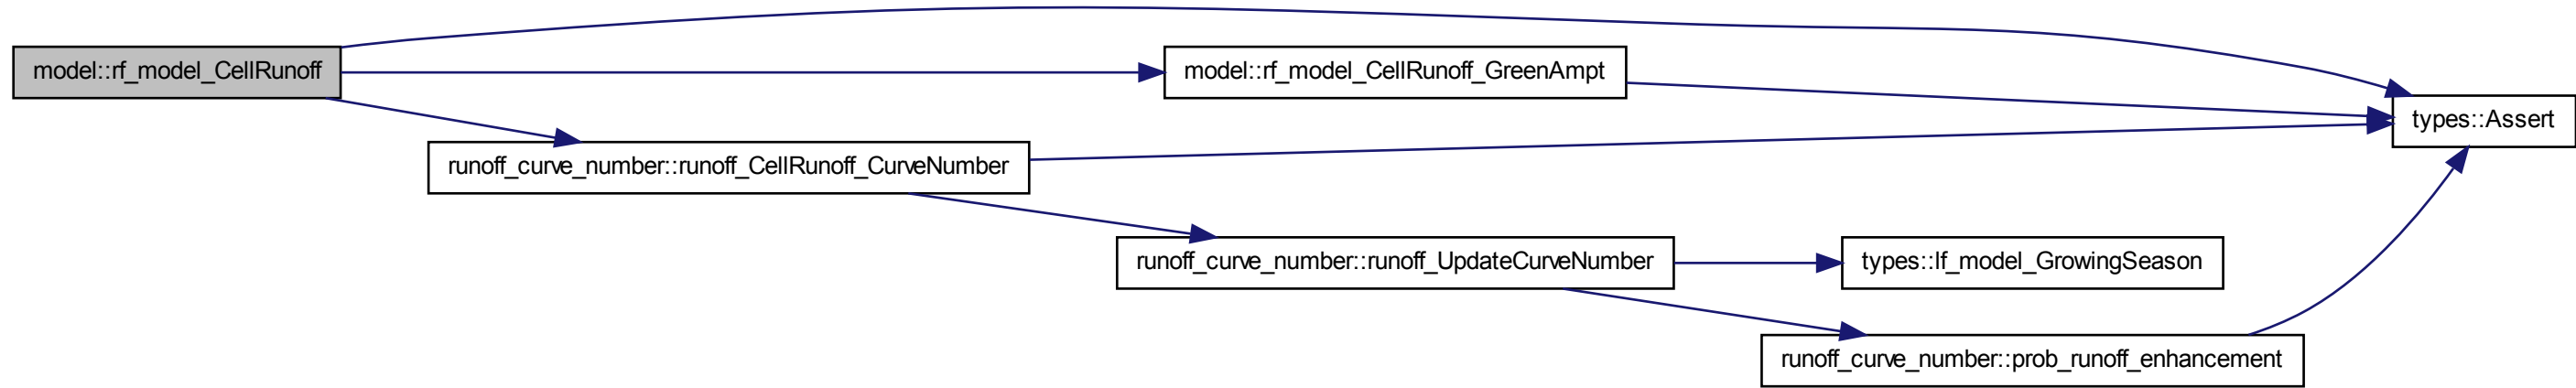 model::rf_model_CellRunoff
model::rf_model_CellRunoff_GreenAmpt
types::Assert
runoff_curve_number::runoff_CellRunoff_CurveNumber
runoff_curve_number::runoff_UpdateCurveNumber
types::lf_model_GrowingSeason
runoff_curve_number::prob_runoff_enhancement